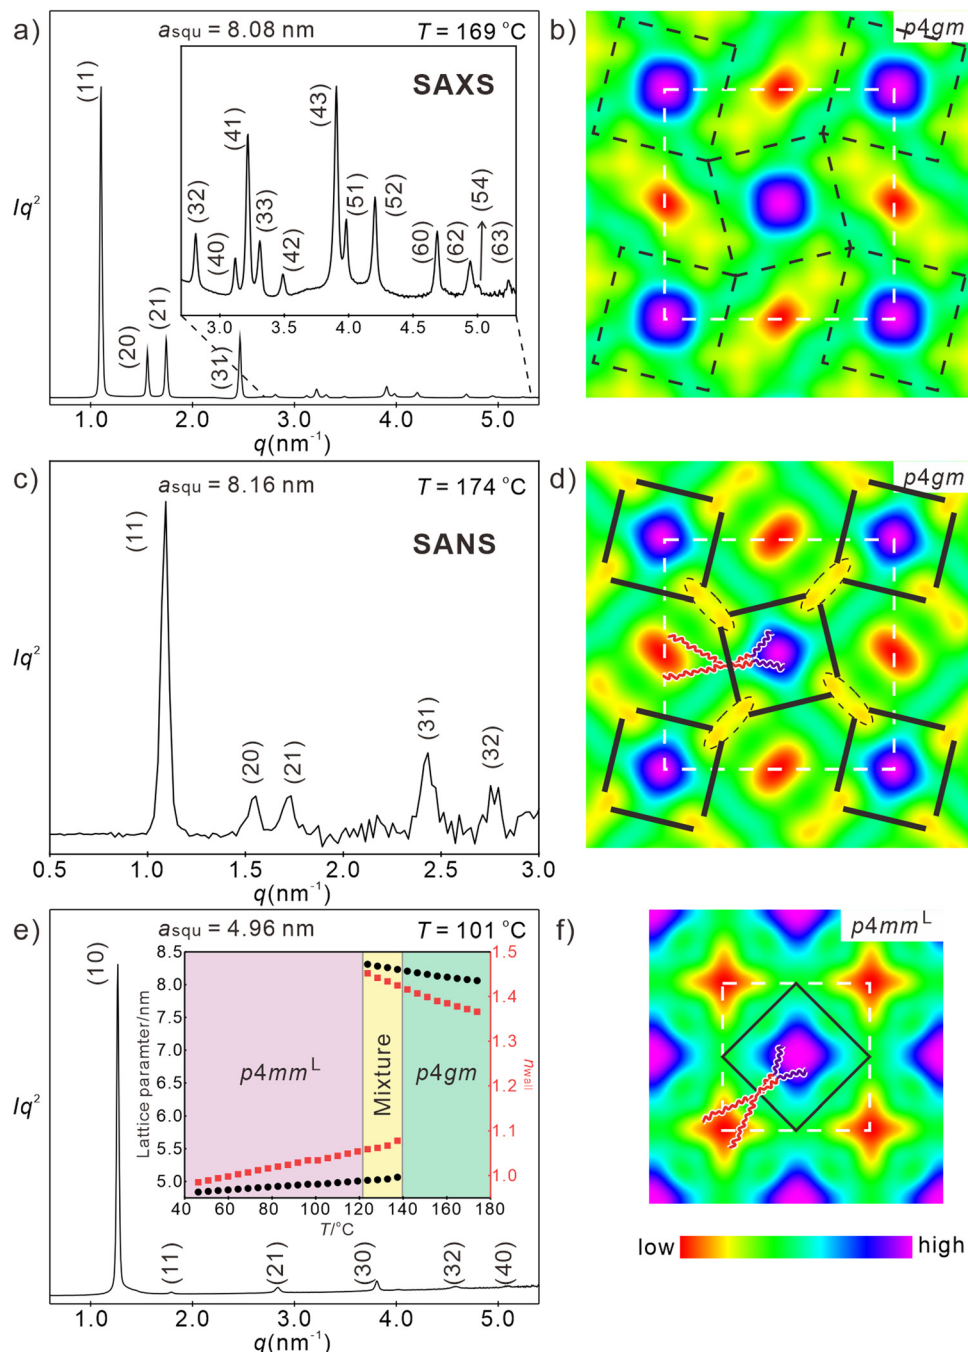 a)
a_squ = 8.08 nm
T = 169 °C
SAXS
(11)
(20)
(21)
(31)
(32)
(40)
(41)
(33)
(42)
(43)
(51)
(52)
(60)
(62)
(54)
(63)
Iq²
3.0 3.5 4.0 4.5 5.0
1.0 2.0 3.0 4.0 5.0
q(nm⁻¹)
b)
p4gm
c)
a_squ = 8.16 nm
T = 174 °C
SANS
(11)
(20)
(21)
(31)
(32)
Iq²
0.5 1.0 1.5 2.0 2.5 3.0
q(nm⁻¹)
d)
p4gm
e)
a_squ = 4.96 nm
T = 101 °C
(10)
(11)
(21)
(30)
(32)
(40)
Iq²
Lattice paramter/nm
8.5
8.0
7.5
7.0
6.5
6.0
5.5
5.0
p4mm^L
Mixture
p4gm
1.5
1.4
1.3
1.2
1.1
1.0
n_wall
40 60 80 100 120 140 160 180
T/°C
1.0 2.0 3.0 4.0 5.0
q(nm⁻¹)
f)
p4mm^L
low high